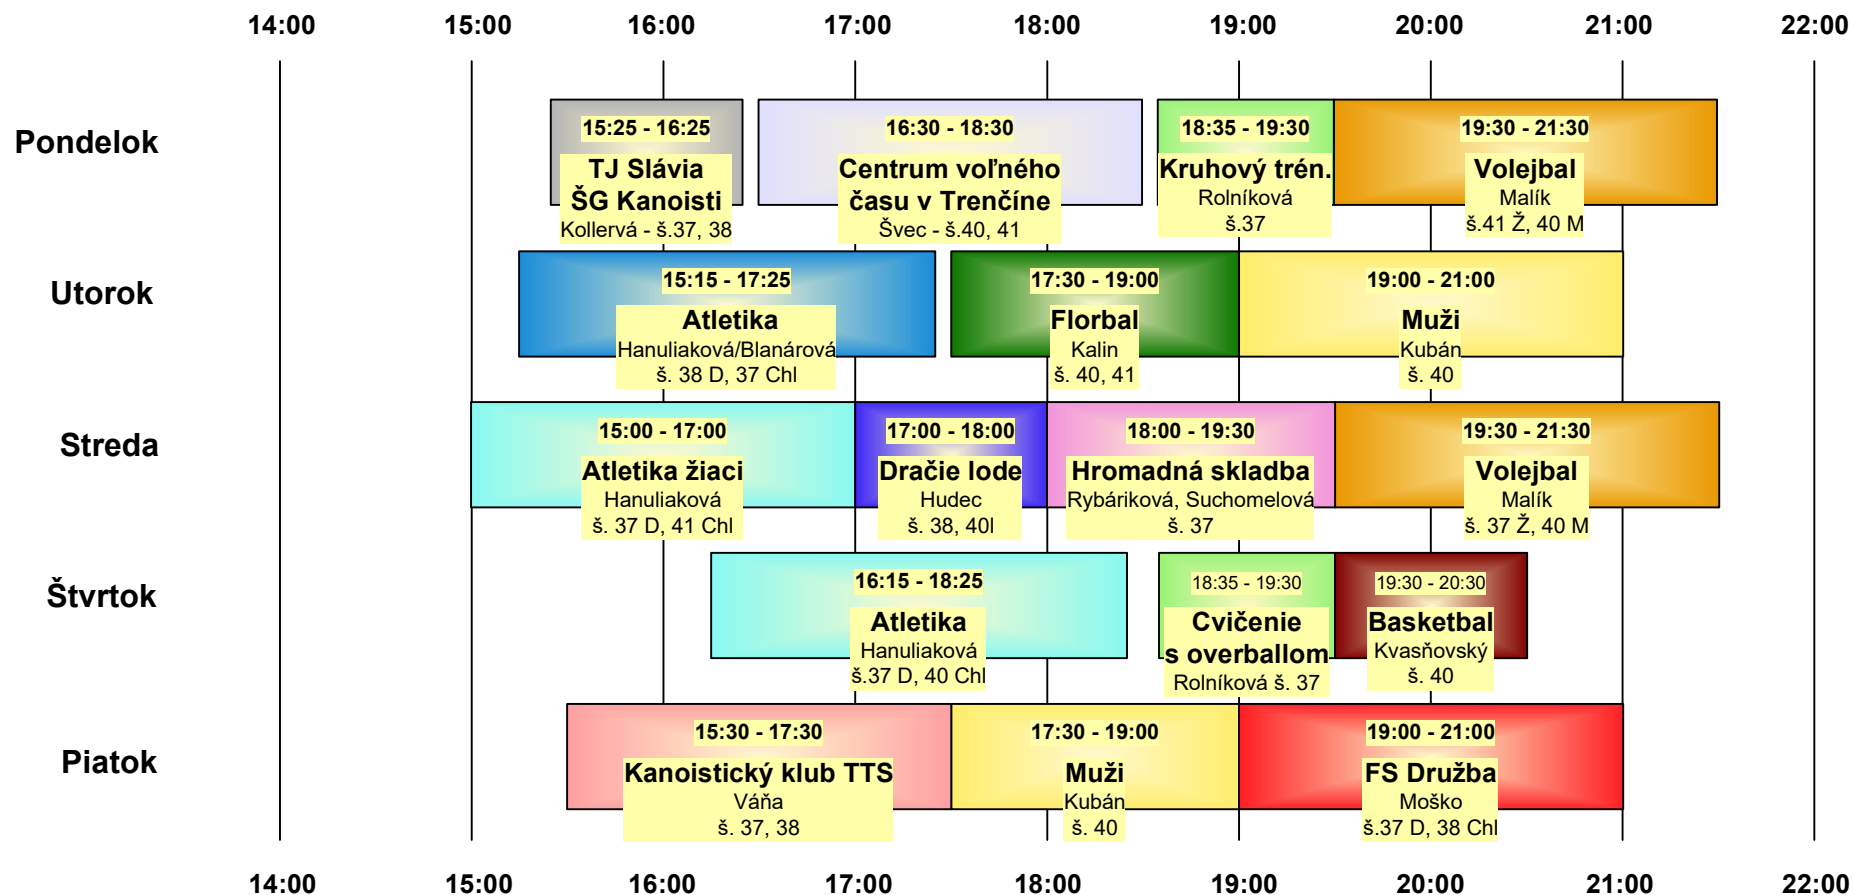 14:00 15:00 16:00 17:00 18:00 19:00 20:00 21:00 22:00
Pondelok
15:25 - 16:25
TJ Slávia
ŠG Kanoisti
Kollervá - š.37, 38
16:30 - 18:30
Centrum voľného
času v Trenčíne
Švec - š.40, 41
18:35 - 19:30
Kruhový trén.
Rolníková
š.37
19:30 - 21:30
Volejbal
Malík
š.41 Ž, 40 M
Utorok
15:15 - 17:25
Atletika
Hanuliaková/Blanárová
š. 38 D, 37 Chl
17:30 - 19:00
Florbal
Kalin
š. 40, 41
19:00 - 21:00
Muži
Kubán
š. 40
Streda
15:00 - 17:00
Atletika žiaci
Hanuliaková
š. 37 D, 41 Chl
17:00 - 18:00
Dračie lode
Hudec
š. 38, 40l
18:00 - 19:30
Hromadná skladba
Rybáriková, Suchomelová
š. 37
19:30 - 21:30
Volejbal
Malík
š. 37 Ž, 40 M
Štvrtok
16:15 - 18:25
Atletika
Hanuliaková
š.37 D, 40 Chl
18:35 - 19:30
Cvičenie
s overballom
Rolníková š. 37
19:30 - 20:30
Basketbal
Kvasňovský
š. 40
Piatok
15:30 - 17:30
Kanoistický klub TTS
Váňa
š. 37, 38
17:30 - 19:00
Muži
Kubán
š. 40
19:00 - 21:00
FS Družba
Moško
š.37 D, 38 Chl
14:00 15:00 16:00 17:00 18:00 19:00 20:00 21:00 22:00